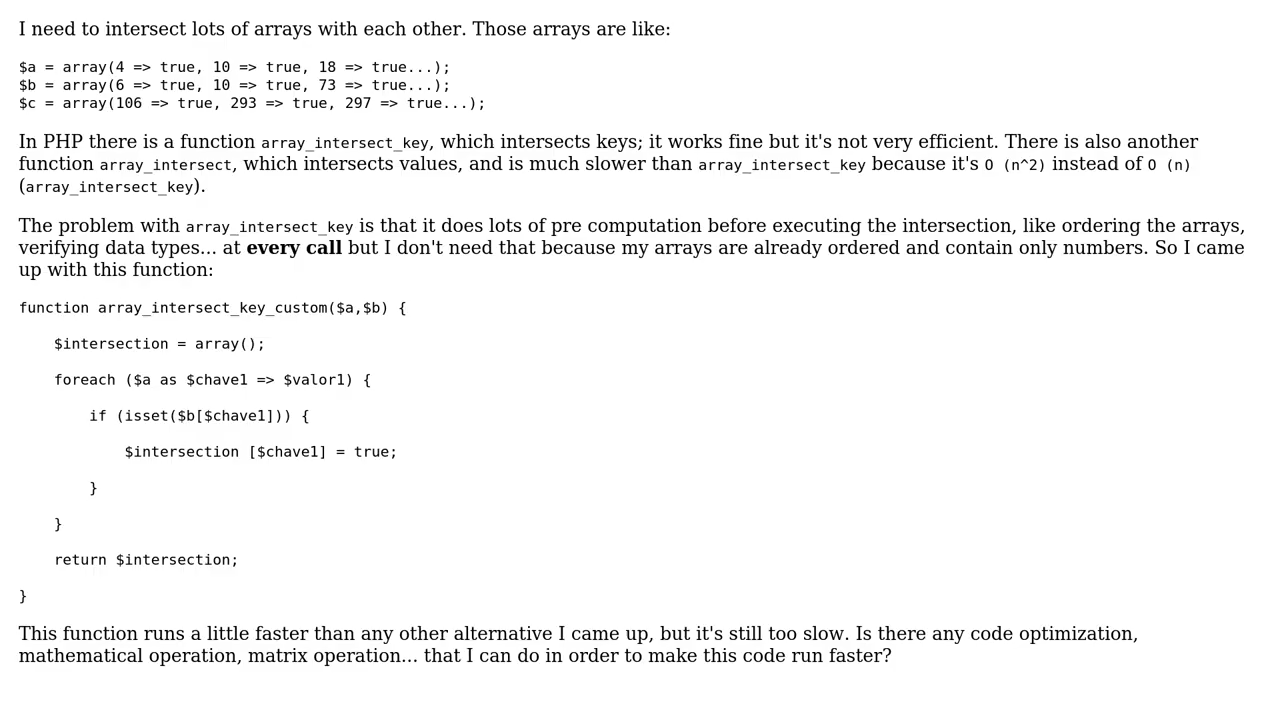 I need to intersect lots of arrays with each other. Those arrays are like:
$a = array(4 => true, 10 => true, 18 => true...);
$b = array(6 => true, 10 => true, 73 => true...);
$c = array(106 => true, 293 => true, 297 => true...);
In PHP there is a function array_intersect_key, which intersects keys; it works fine but it's not very efficient. There is also another
function array_intersect, which intersects values, and is much slower than array_intersect_key because it's O (n^2) instead of O (n)
(array_intersect_key).
The problem with array_intersect_key is that it does lots of pre computation before executing the intersection, like ordering the arrays,
verifying data types... at every call but I don't need that because my arrays are already ordered and contain only numbers. So I came
up with this function:
function array_intersect_key_custom($a,$b) {
    $intersection = array();
    foreach ($a as $chave1 => $valor1) {
        if (isset($b[$chave1])) {
            $intersection [$chave1] = true;
        }
    }
    return $intersection;
}
This function runs a little faster than any other alternative I came up, but it's still too slow. Is there any code optimization,
mathematical operation, matrix operation... that I can do in order to make this code run faster?